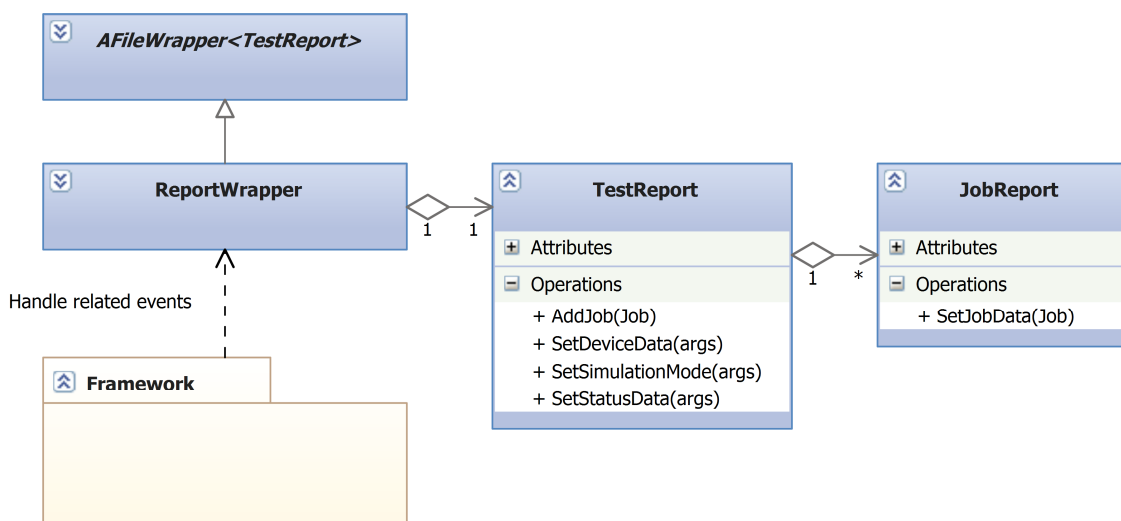 AFileWrapper<TestReport>
ReportWrapper
1
1
TestReport
Attributes
Operations
+ AddJob(Job)
+ SetDeviceData(args)
+ SetSimulationMode(args)
+ SetStatusData(args)
1
*
JobReport
Attributes
Operations
+ SetJobData(Job)
Handle related events
Framework